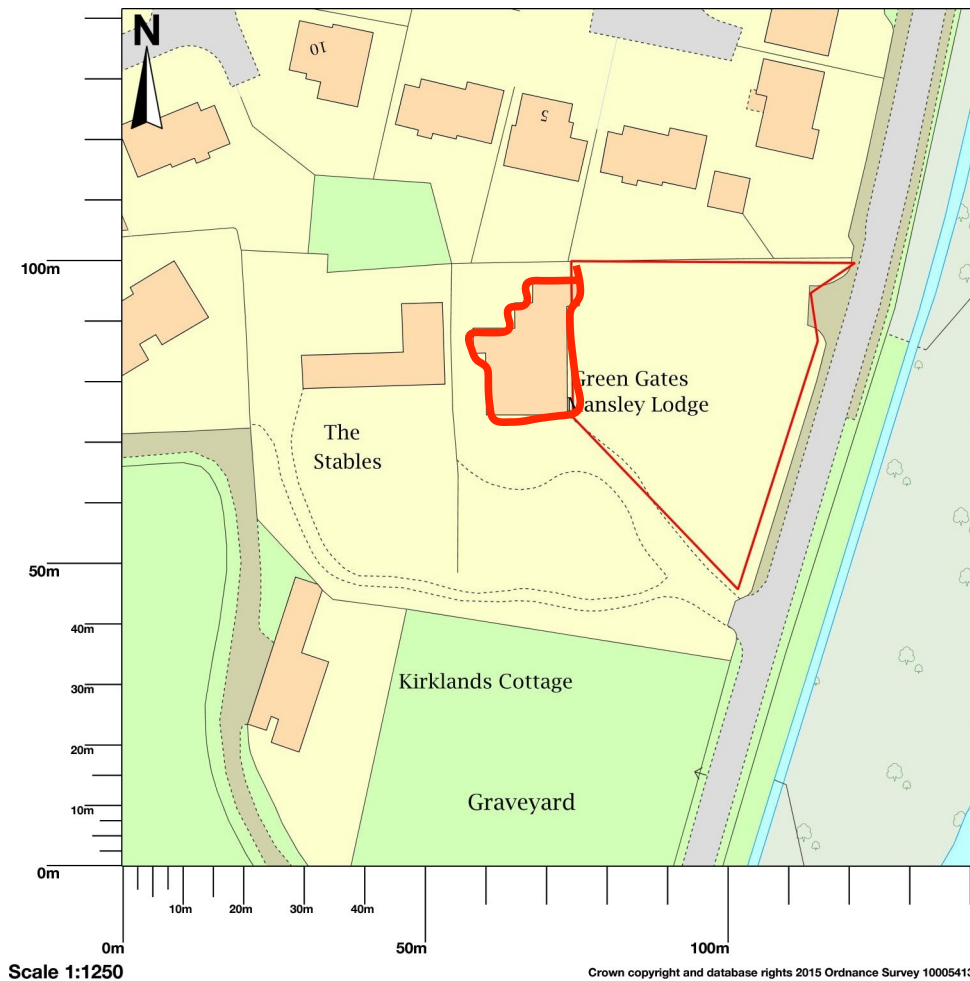 N
10
5
100m
Green Gates
Mansley Lodge
The
Stables
50m
40m
Kirklands Cottage
30m
20m
Graveyard
10m
0m
10m
20m
30m
40m
0m
50m
100m
Scale 1:1250
Crown copyright and database rights 2015 Ordnance Survey 10005413